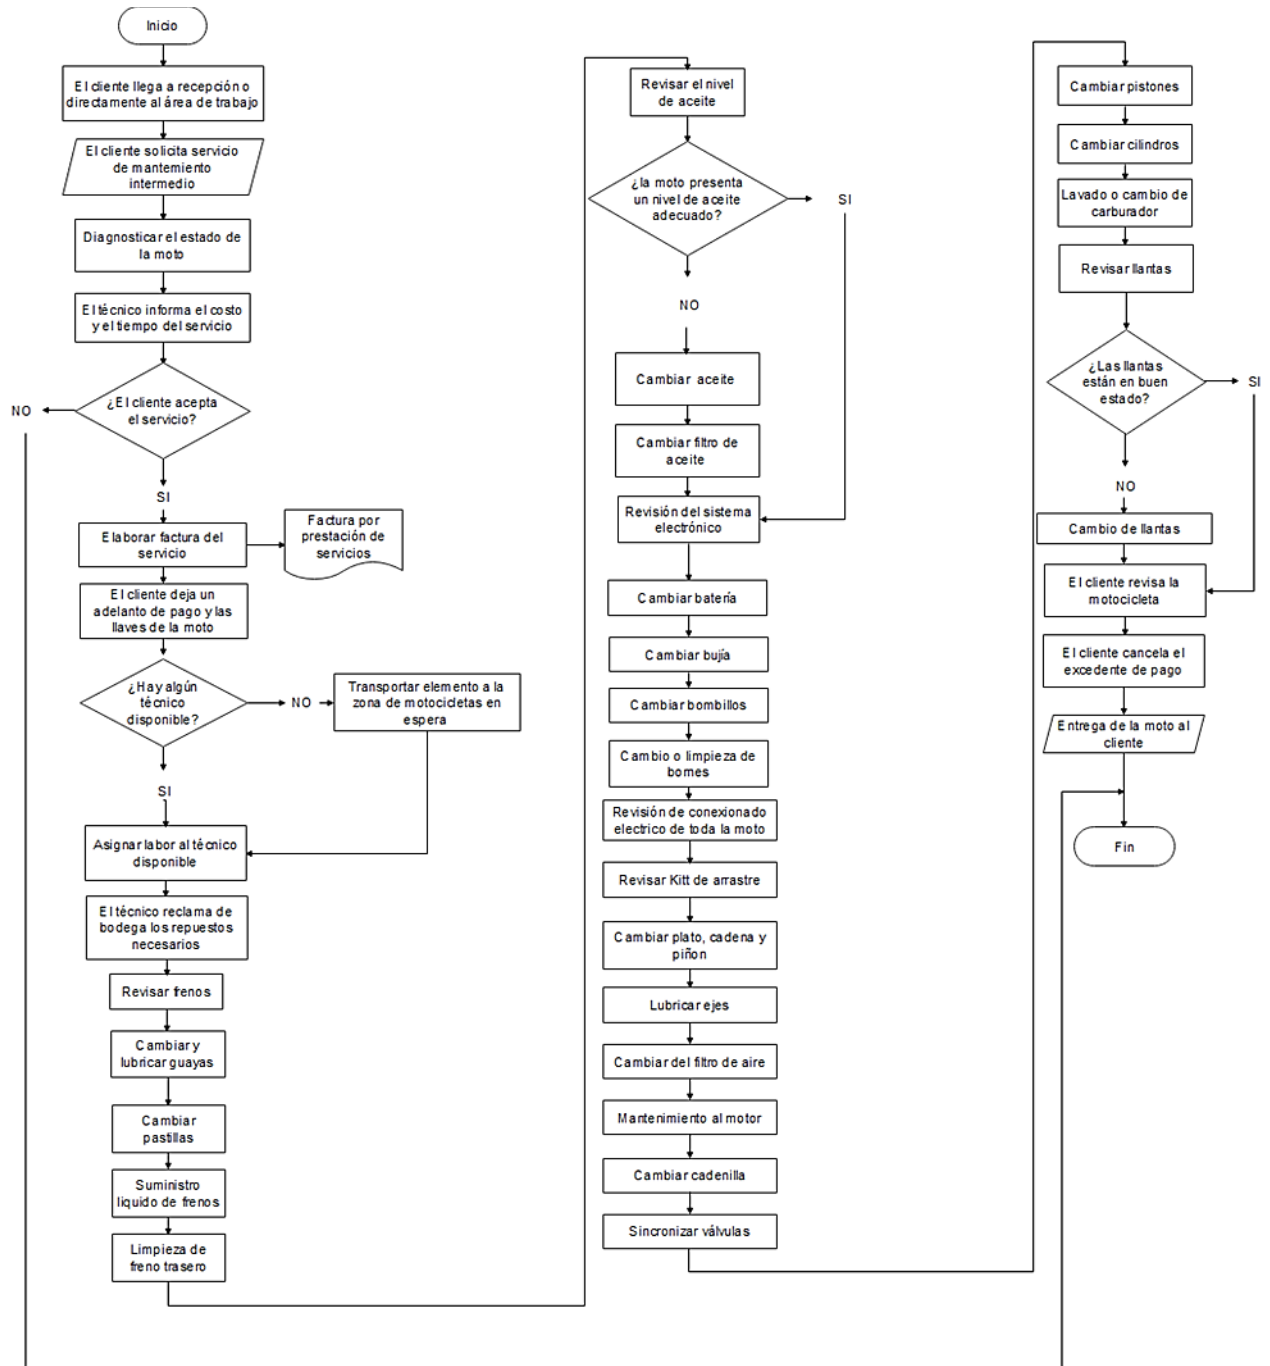 Inicio
El cliente llega a recepción o
directamente al área de trabajo
El cliente solicita servicio
de mantemiento
intermedio
Diagnosticar el estado de
la moto
El técnico informa el costo
y el tiempo del servicio
¿El cliente acepta
el servicio?
NO
SI
Elaborar factura del
servicio
Factura por
prestación de
servicios
El cliente deja un
adelanto de pago y las
llaves de la moto
¿Hay algún
técnico
disponible?
NO
Transportar elemento a la
zona de motocicletas en
espera
SI
Asignar labor al técnico
disponible
El técnico reclama de
bodega los repuestos
necesarios
Revisar frenos
Cambiar y
lubricar guayas
Cambiar
pastillas
Suministro
liquido de frenos
Limpieza de
freno trasero
Revisar el nivel
de aceite
¿la moto presenta
un nivel de aceite
adecuado?
SI
NO
Cambiar aceite
Cambiar filtro de
aceite
Revisión del sistema
electrónico
Cambiar batería
Cambiar bujía
Cambiar bombillos
Cambio o limpieza de
bornes
Revisión de conexionado
electrico de toda la moto
Revisar Kitt de arrastre
Cambiar plato, cadena y
piñon
Lubricar ejes
Cambiar del filtro de aire
Mantenimiento al motor
Cambiar cadenilla
Sincronizar válvulas
Cambiar pistones
Cambiar cilindros
Lavado o cambio de
carburador
Revisar llantas
¿Las llantas
están en buen
estado?
SI
NO
Cambio de llantas
El cliente revisa la
motocicleta
El cliente cancela el
excedente de pago
Entrega de la moto al
cliente
Fin